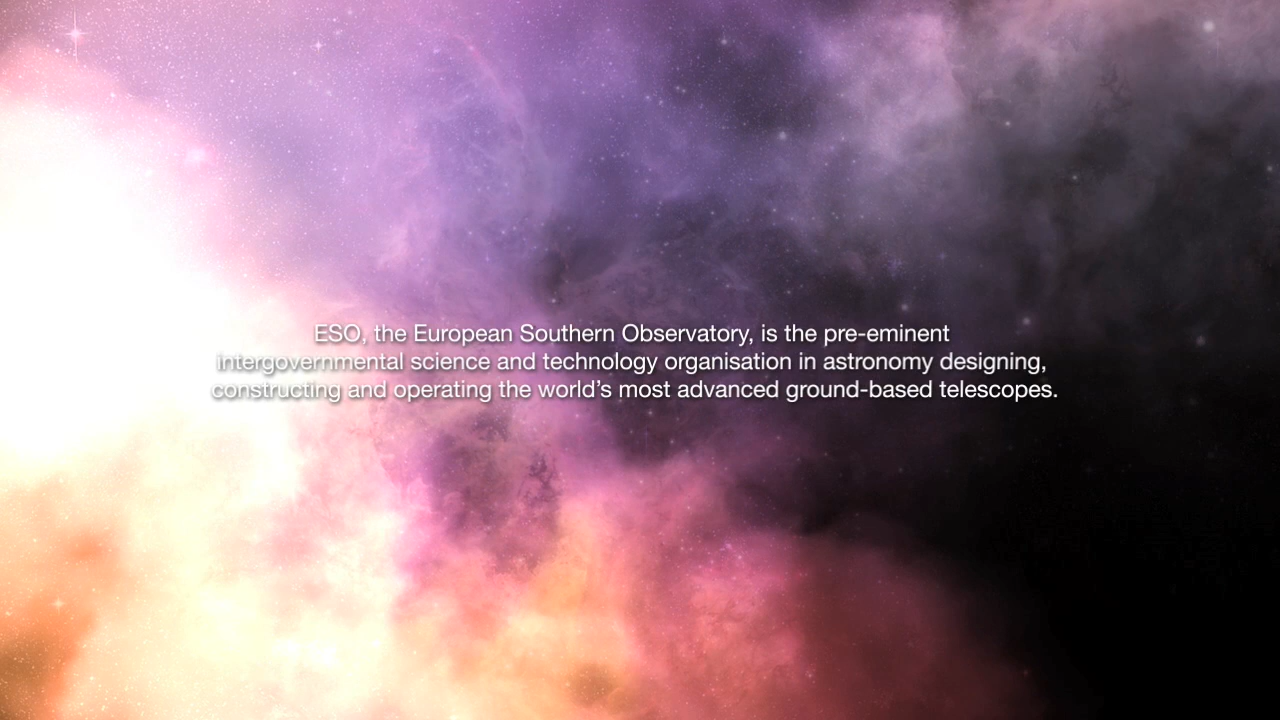 ESO, the European Southern Observatory, is the pre-eminent
intergovernmental science and technology organisation in astronomy designing,
constructing and operating the world’s most advanced ground-based telescopes.